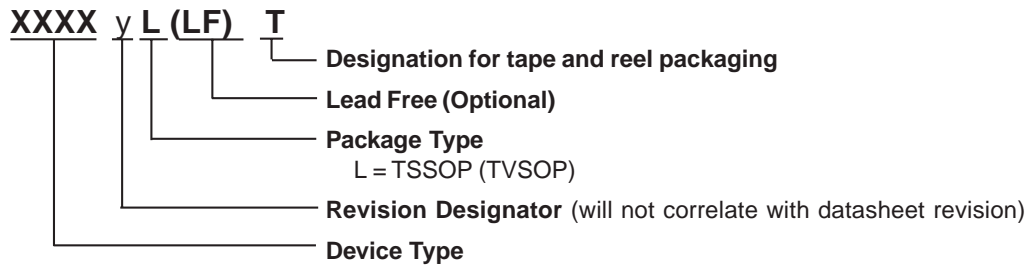 XXXX y L (LF) T
Designation for tape and reel packaging
Lead Free (Optional)
Package Type
L = TSSOP (TVSOP)
Revision Designator (will not correlate with datasheet revision)
Device Type